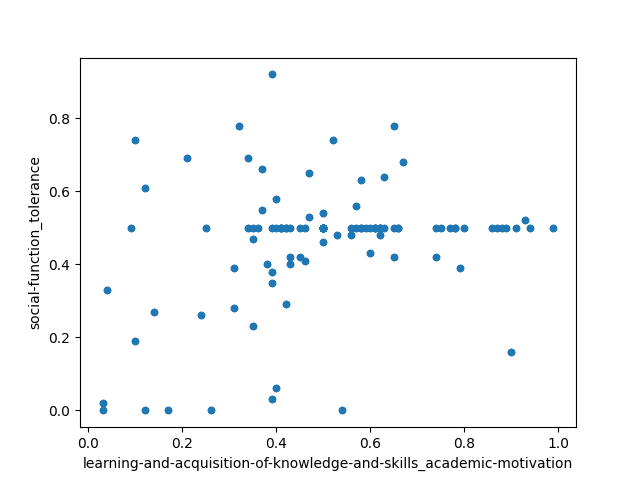 0.8
0.6
0.4
0.2
0.0
social-function_tolerance
0.0 0.2 0.4 0.6 0.8 1.0
learning-and-acquisition-of-knowledge-and-skills_academic-motivation